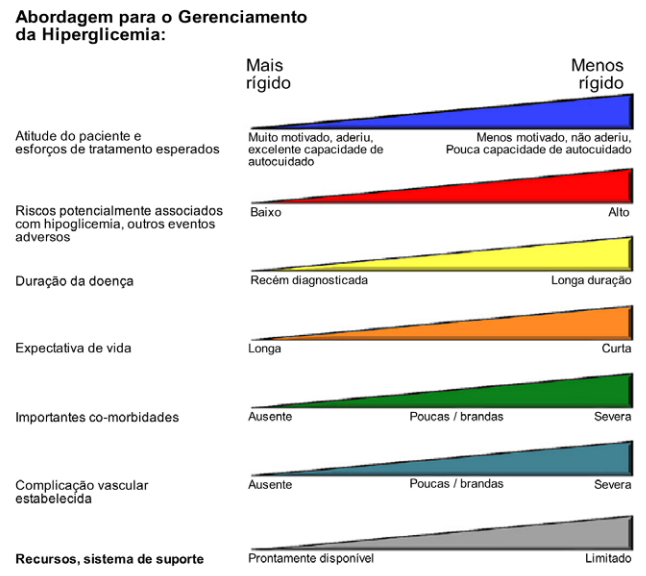 Abordagem para o Gerenciamento
da Hiperglicemia:
Mais
rígido
Menos
rígido
Atitude do paciente e
esforços de tratamento esperados
Muito motivado, aderiu,
excelente capacidade de
autocuidado
Menos motivado, não aderiu,
Pouca capacidade de autocuidado
Riscos potencialmente associados
com hipoglicemia, outros eventos
adversos
Baixo
Alto
Duração da doença
Recém diagnosticada
Longa duração
Expectativa de vida
Longa
Curta
Importantes co-morbidades
Ausente
Poucas / brandas
Severa
Complicação vascular
estabelecida
Ausente
Poucas / brandas
Severa
Recursos, sistema de suporte
Prontamente disponível
Limitado